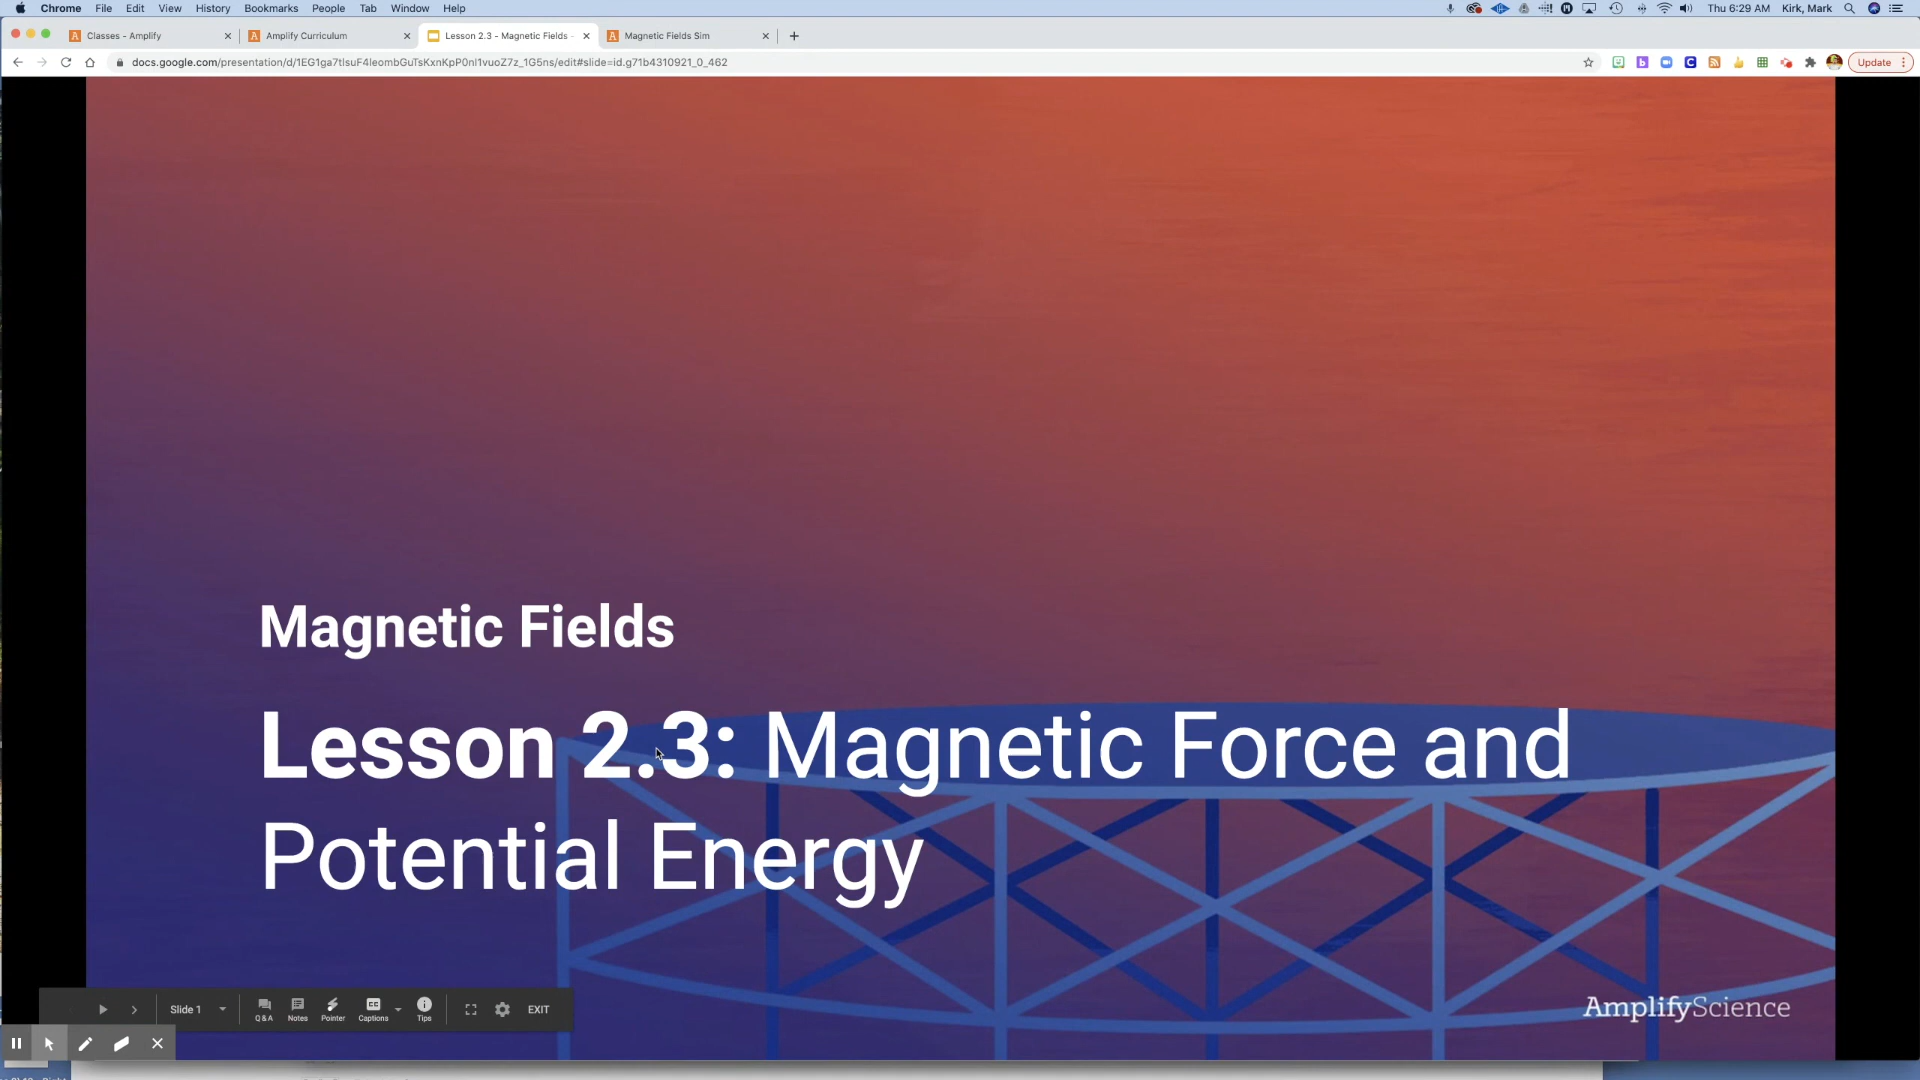 Chrome File Edit View History Bookmarks People Tab Window Help Thu 6:29 AM Kirk, Mark
Classes - Amplify Amplify Curriculum Lesson 2.3 - Magnetic Fields - Magnetic Fields Sim
docs.google.com/presentation/d/1EG1ga7tlsuF4leombGuTsKxnKpP0nl1vuoZ7z_1G5ns/edit#slide=id.g71b4310921_0_462 Update
Magnetic Fields
Lesson 2.3: Magnetic Force and
Potential Energy
AmplifyScience
Slide 1 Q&A Notes Pointer Captions Tips EXIT